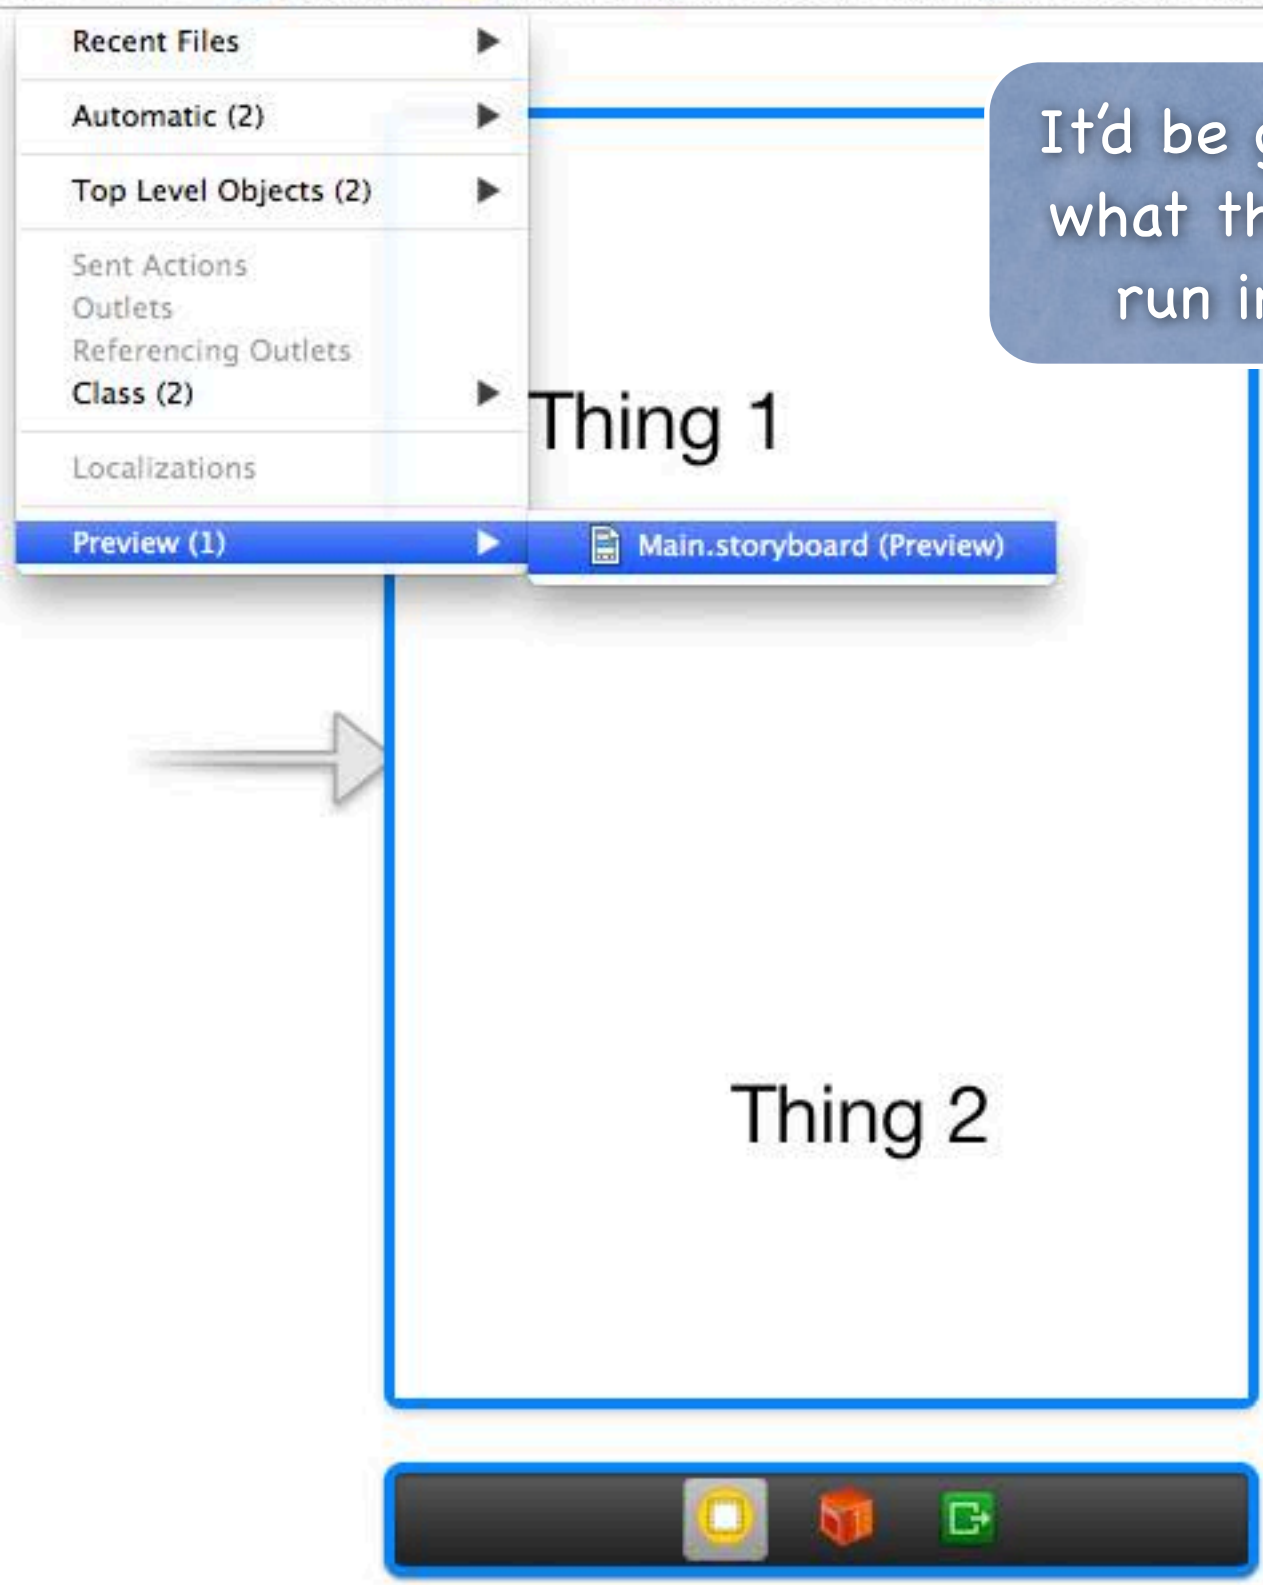 Recent Files
Automatic (2)
Top Level Objects (2)
Sent Actions
Outlets
Referencing Outlets
Class (2)
Localizations
Preview (1)
Main.storyboard (Preview)
It'd be
what
run
Thing 1
Thing 2